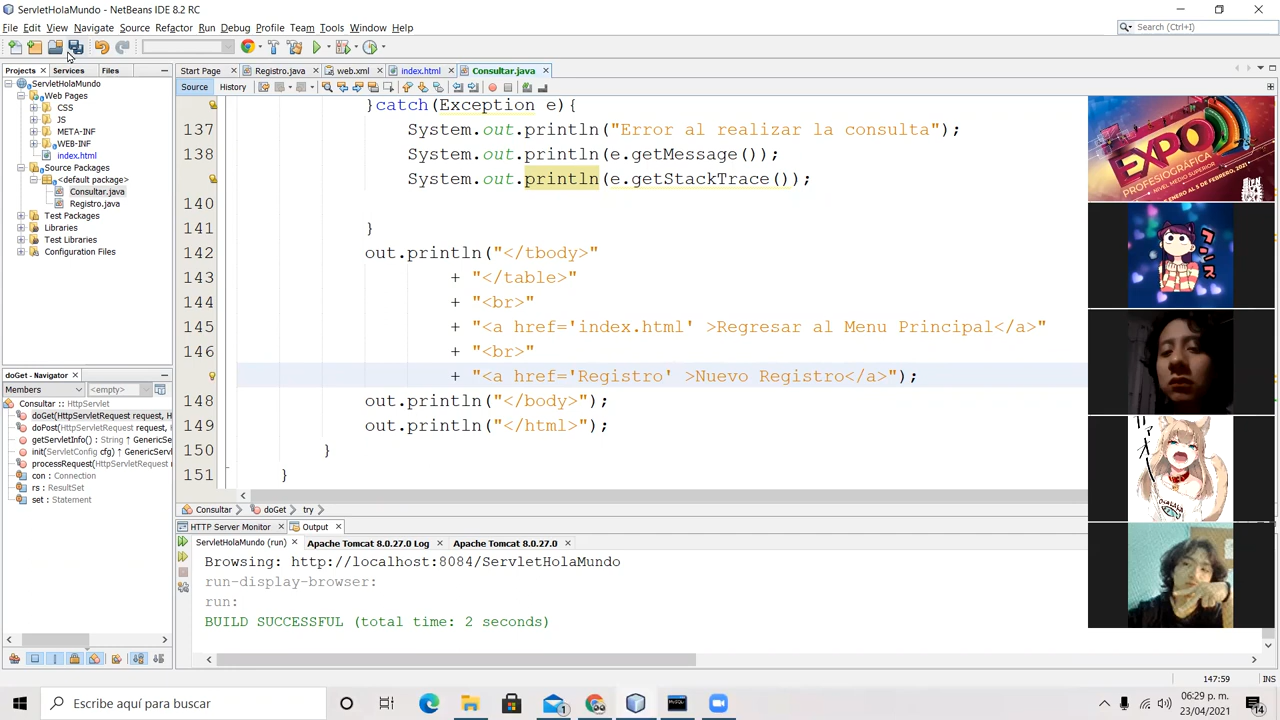 ServletHolaMundo - NetBeans IDE 8.2 RC
File Edit View Navigate Source Refactor Run Debug Profile Team Tools Window Help
Search (Ctrl+I)
Projects Services Files
Start Page Registro.java web.xml index.html Consultar.java
Source History
ServletHolaMundo
Web Pages
CSS
JS
META-INF
WEB-INF
index.html
Source Packages
<default package>
Consultar.java
Registro.java
Test Packages
Libraries
Test Libraries
Configuration Files
}catch(Exception e){
137 System.out.println("Error al realizar la consulta");
138 System.out.println(e.getMessage());
System.out.println(e.getStackTrace());
140
141 }
142 out.println("</tbody>"
143 + "</table>"
144 + "<br>"
145 + "<a href='index.html' >Regresar al Menu Principal</a>"
146 + "<br>"
+ "<a href='Registro' >Nuevo Registro</a>");
148 out.println("</body>");
149 out.println("</html>");
150 }
151 }
doGet - Navigator
Members <empty>
Consultar :: HttpServlet
doGet(HttpServletRequest request, H
doPost(HttpServletRequest request,
getServletInfo() : String ↑ GenericSe
init(ServletConfig cfg) ↑ GenericServ
processRequest(HttpServletRequest
con : Connection
rs : ResultSet
set : Statement
Consultar doGet try
HTTP Server Monitor Output
ServletHolaMundo (run) Apache Tomcat 8.0.27.0 Log Apache Tomcat 8.0.27.0
Browsing: http://localhost:8084/ServletHolaMundo
run-display-browser:
run:
BUILD SUCCESSFUL (total time: 2 seconds)
EXPO
PROFESIOGRÁFICA
NIVEL MEDIO SUPERIOR
147:59 INS
Escribe aquí para buscar
1
06:29 p. m.
23/04/2021
14